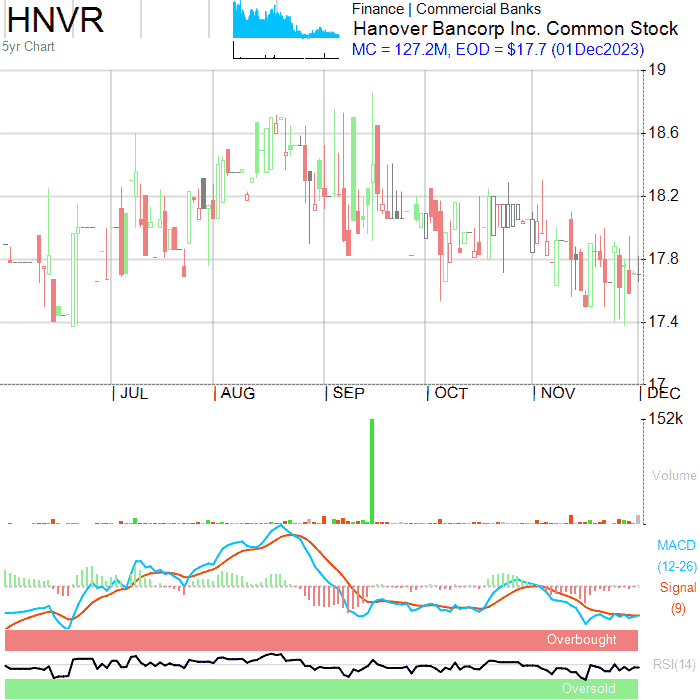 HNVR
5yr Chart
Finance | Commercial Banks
Hanover Bancorp Inc. Common Stock
MC = 127.2M, EOD = $17.7 (01Dec2023)
19
18.6
18.2
17.8
17.4
17
JUL AUG SEP OCT NOV DEC
152k
Volume
MACD
(12-26)
Signal
(9)
Overbought
RSI(14)
Oversold